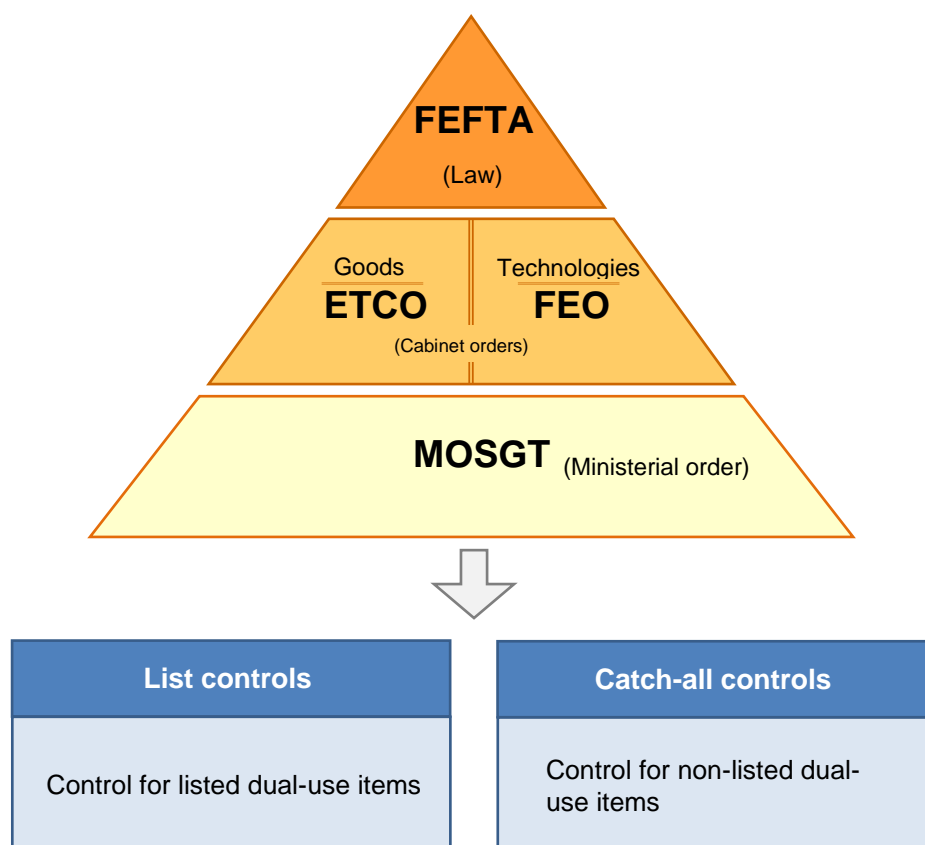 FEFTA
(Law)
Goods
ETCO
Technologies
FEO
(Cabinet orders)
MOSGT (Ministerial order)
List controls
Control for listed dual-use items
Catch-all controls
Control for non-listed dual-
use items